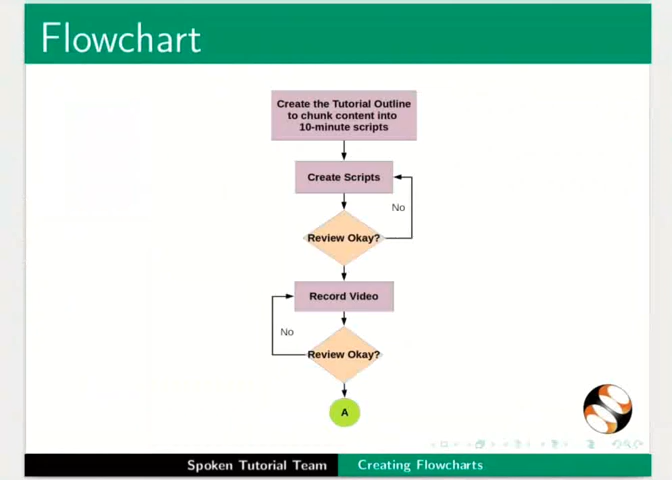 Flowchart
Create the Tutorial Outline
to chunk content into
10-minute scripts
Create Scripts
No
Review Okay?
Record Video
No
Review Okay?
A
Spoken Tutorial Team
Creating Flowcharts